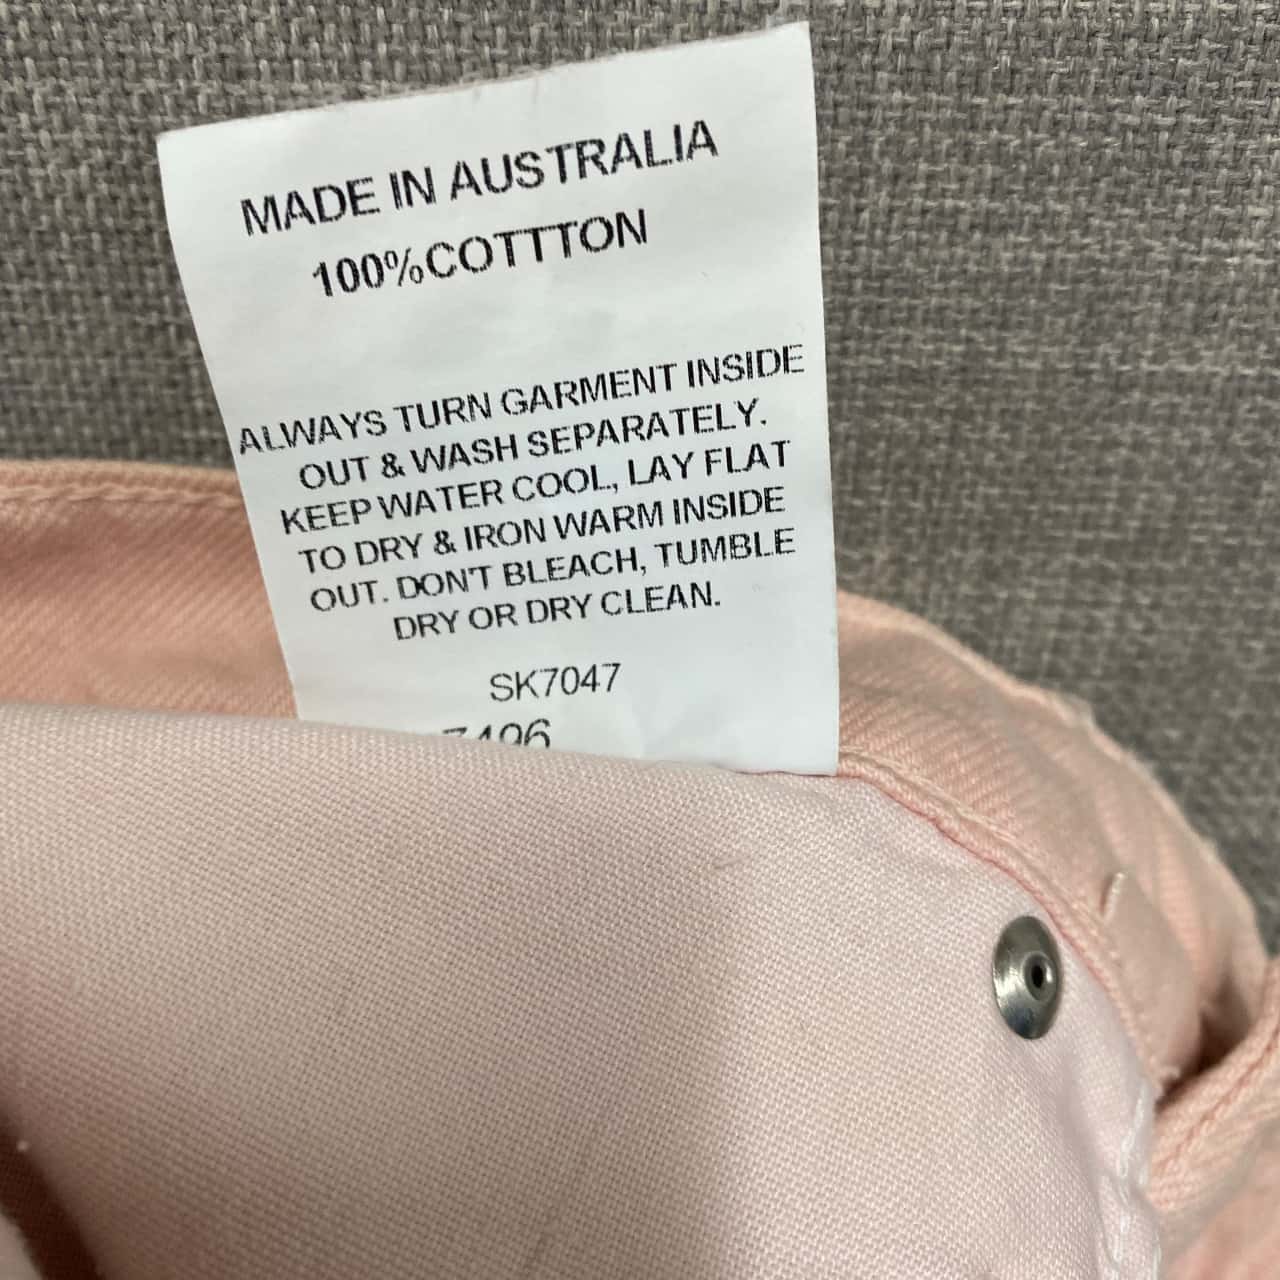 MADE IN AUSTRALIA
100%COTTTON
ALWAYS TURN GARMENT INSIDE
OUT & WASH SEPARATELY.
KEEP WATER COOL, LAY FLAT
TO DRY & IRON WARM INSIDE
OUT. DON'T BLEACH, TUMBLE
DRY OR DRY CLEAN.
SK7047